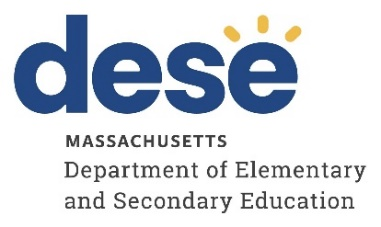 dese
MASSACHUSETTS
Department of Elementary
and Secondary Education